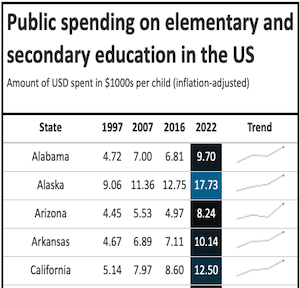 Public spending on elementary and
secondary education in the US
Amount of USD spent in $1000s per child (inflation-adjusted)
State 1997 2007 2016 2022 Trend
Alabama 4.72 7.00 6.81 9.70
Alaska 9.06 11.36 12.75 17.73
Arizona 4.45 5.53 4.97 8.24
Arkansas 4.67 6.89 7.11 10.14
California 5.14 7.97 8.60 12.50